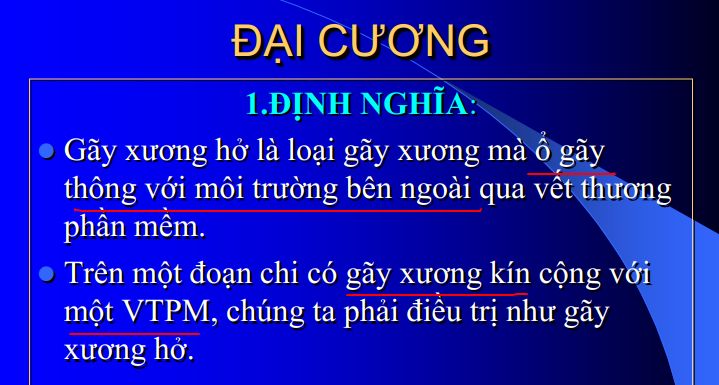 ĐẠI CƯƠNG
1.ĐỊNH NGHĨA:
Gãy xương hở là loại gãy xương mà ổ gãy
thông với môi trường bên ngoài qua vết thương
phần mềm.
Trên một đoạn chi có gãy xương kín cộng với
một VTPM, chúng ta phải điều trị như gãy
xương hở.